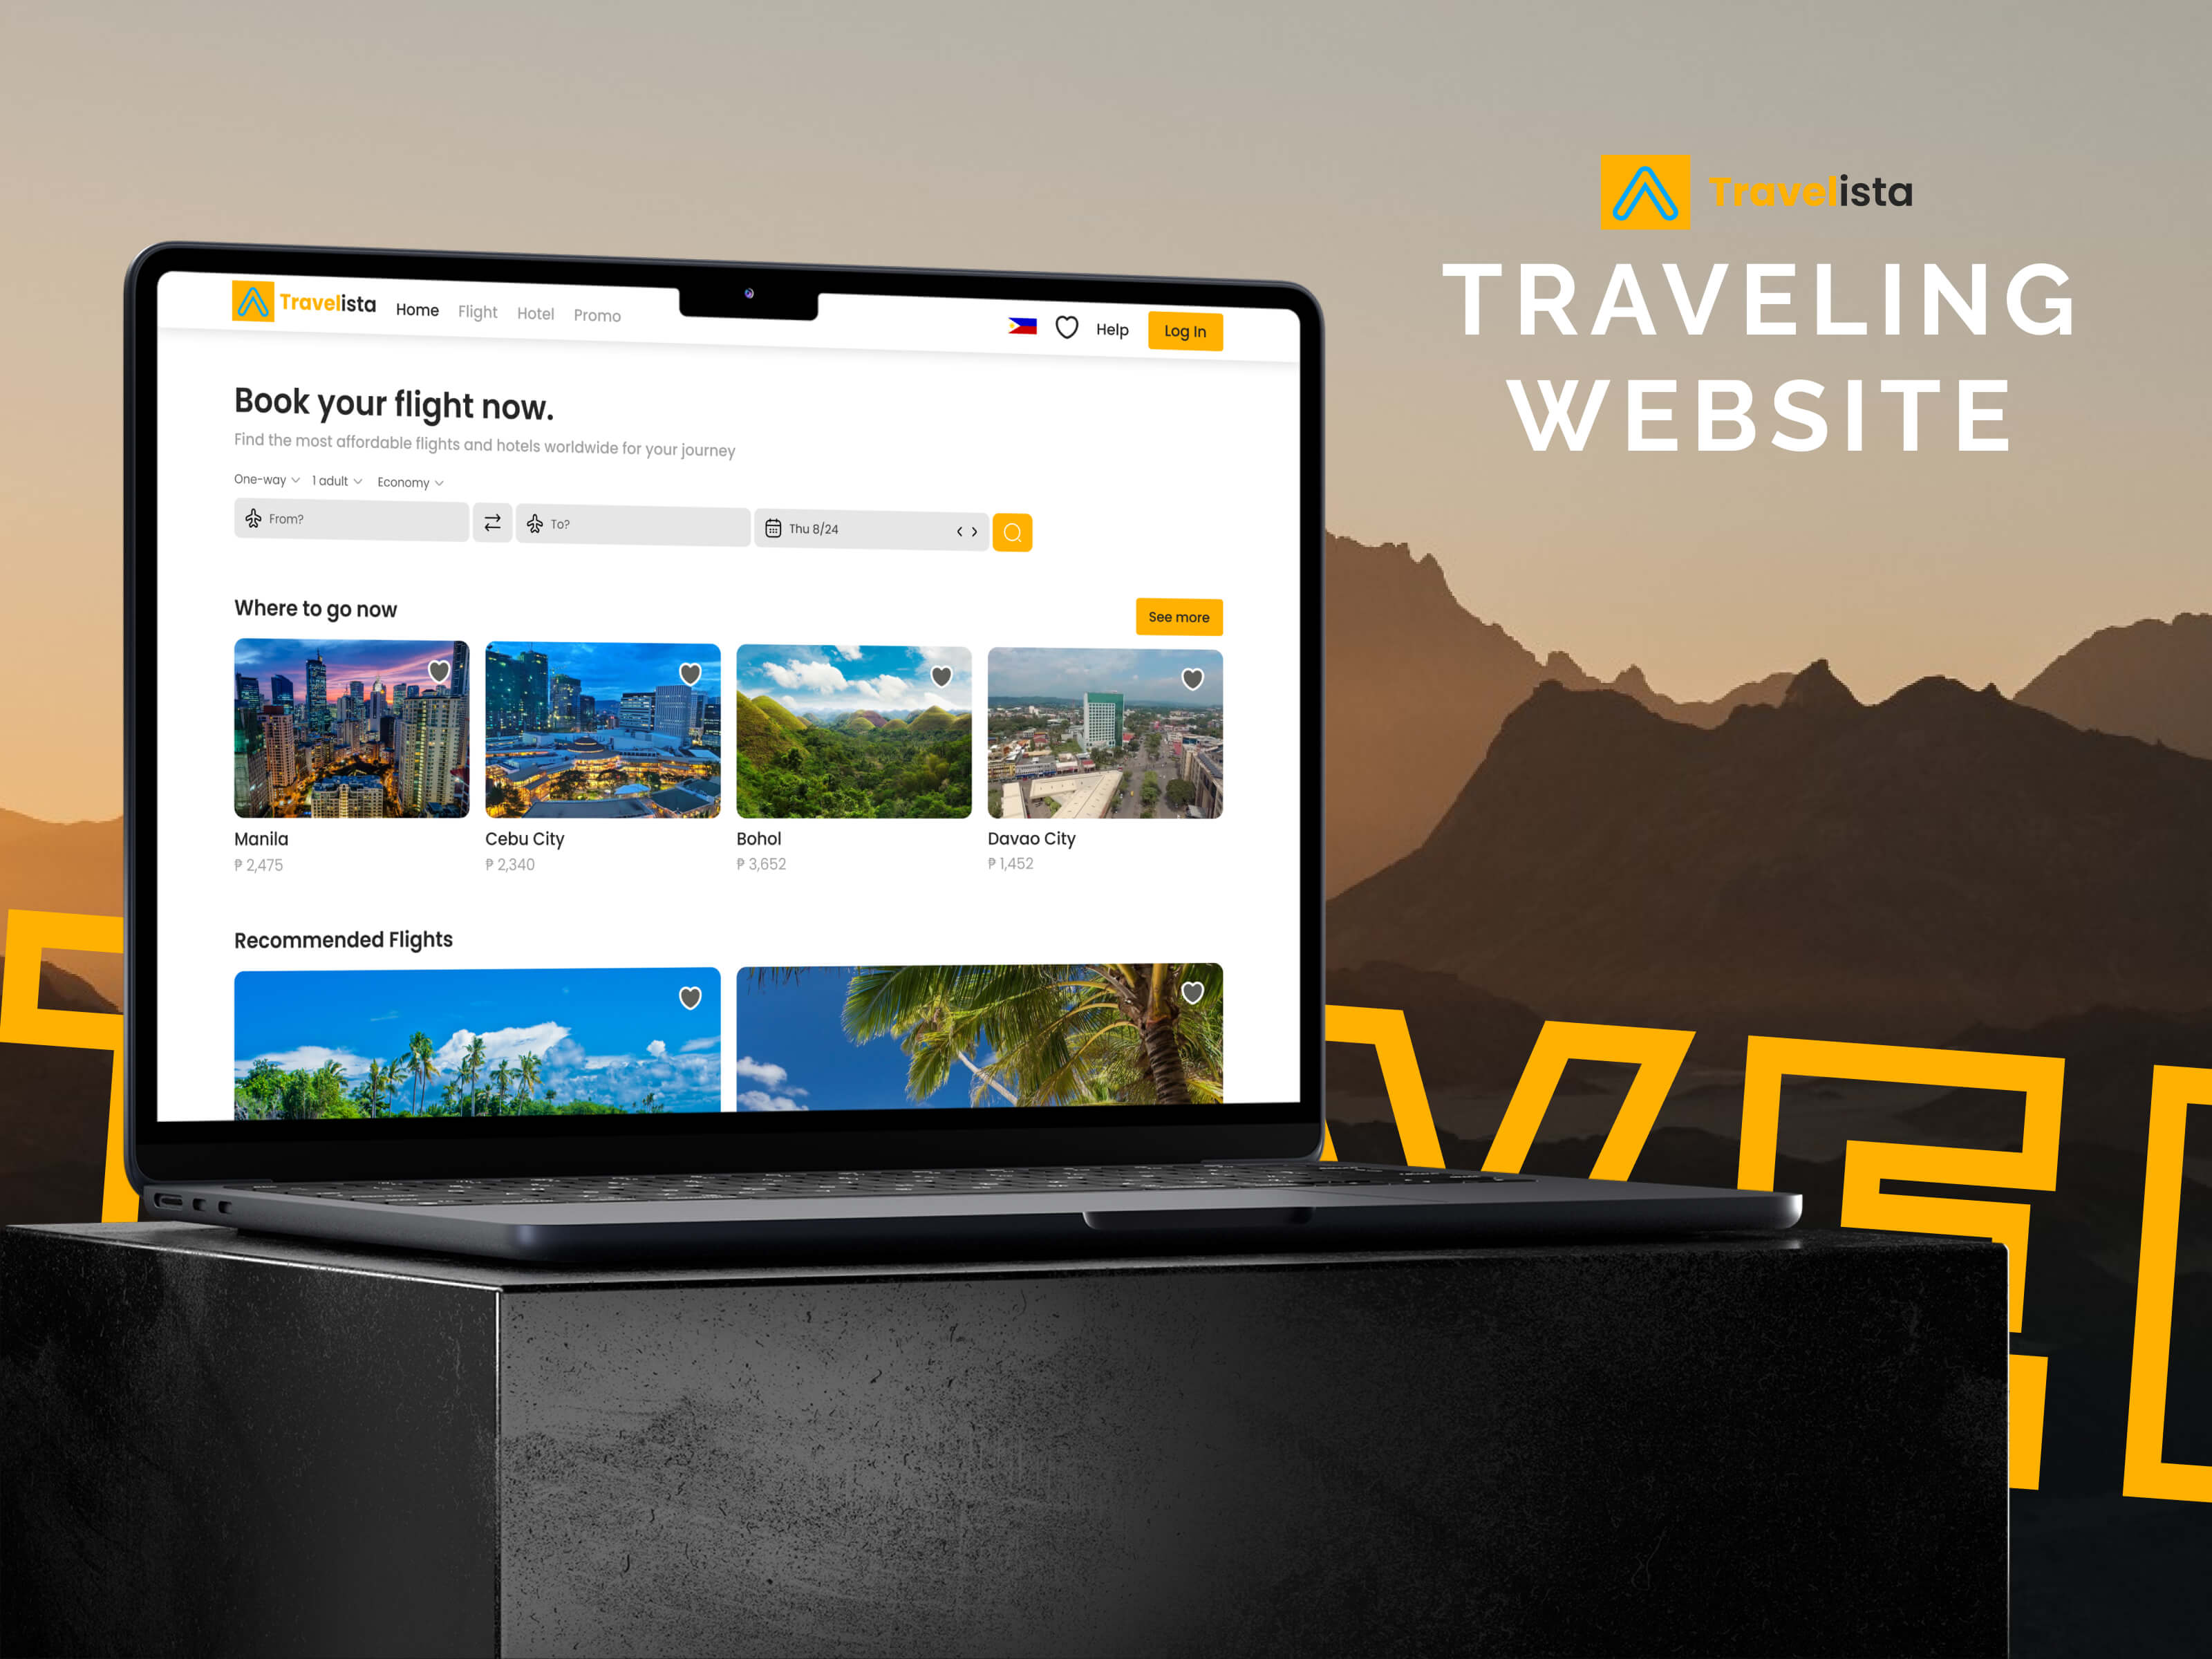 Travelista
TRAVELING
WEBSITE
Travelista Home Flight Hotel Promo Help Log In
Book your flight now.
Find the most affordable flights and hotels worldwide for your journey
One-way 1 adult Economy
From? To? Thu 8/24
Where to go now See more
Manila Cebu City Bohol Davao City
₱ 2,475 ₱ 2,340 ₱ 3,652 ₱ 1,452
Recommended Flights